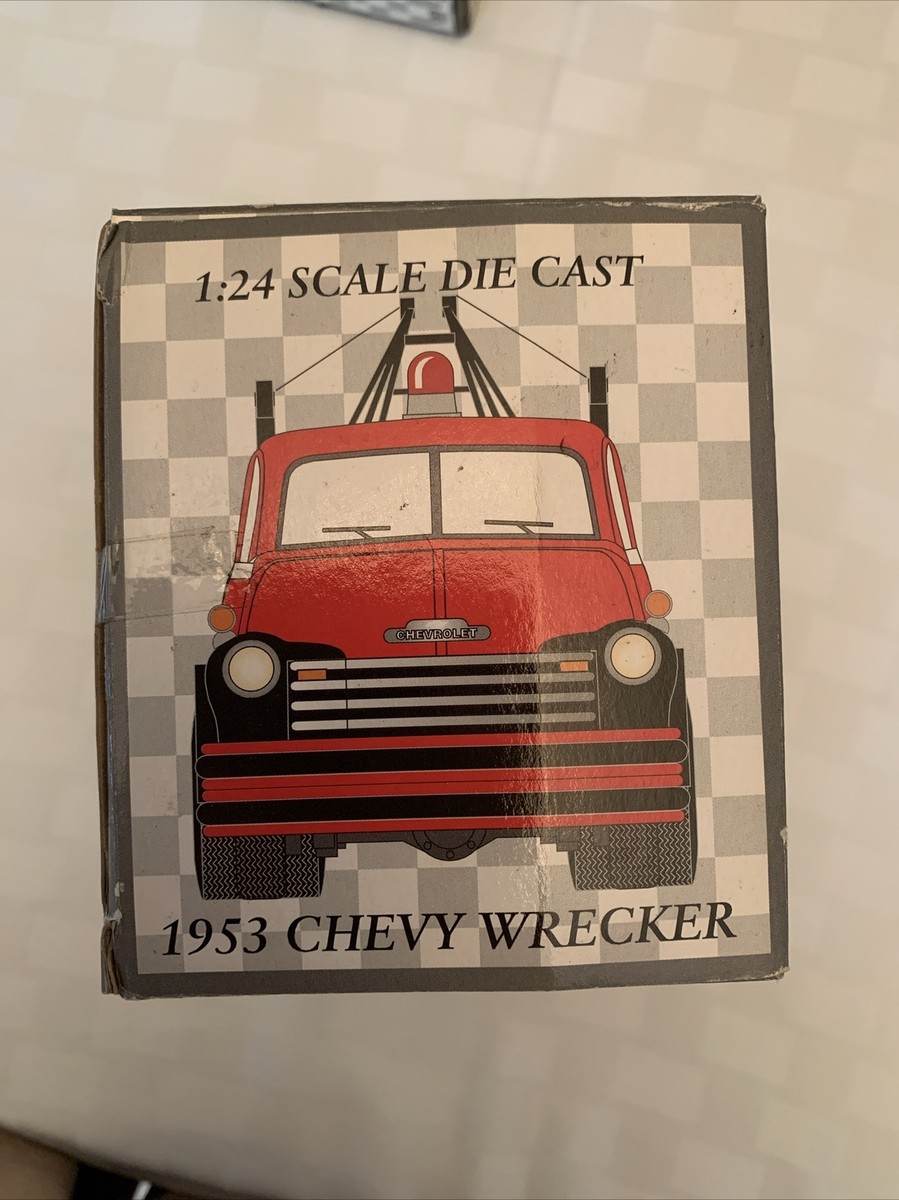 1:24 SCALE DIE CAST
CHEVROLET
1953 CHEVY WRECKER